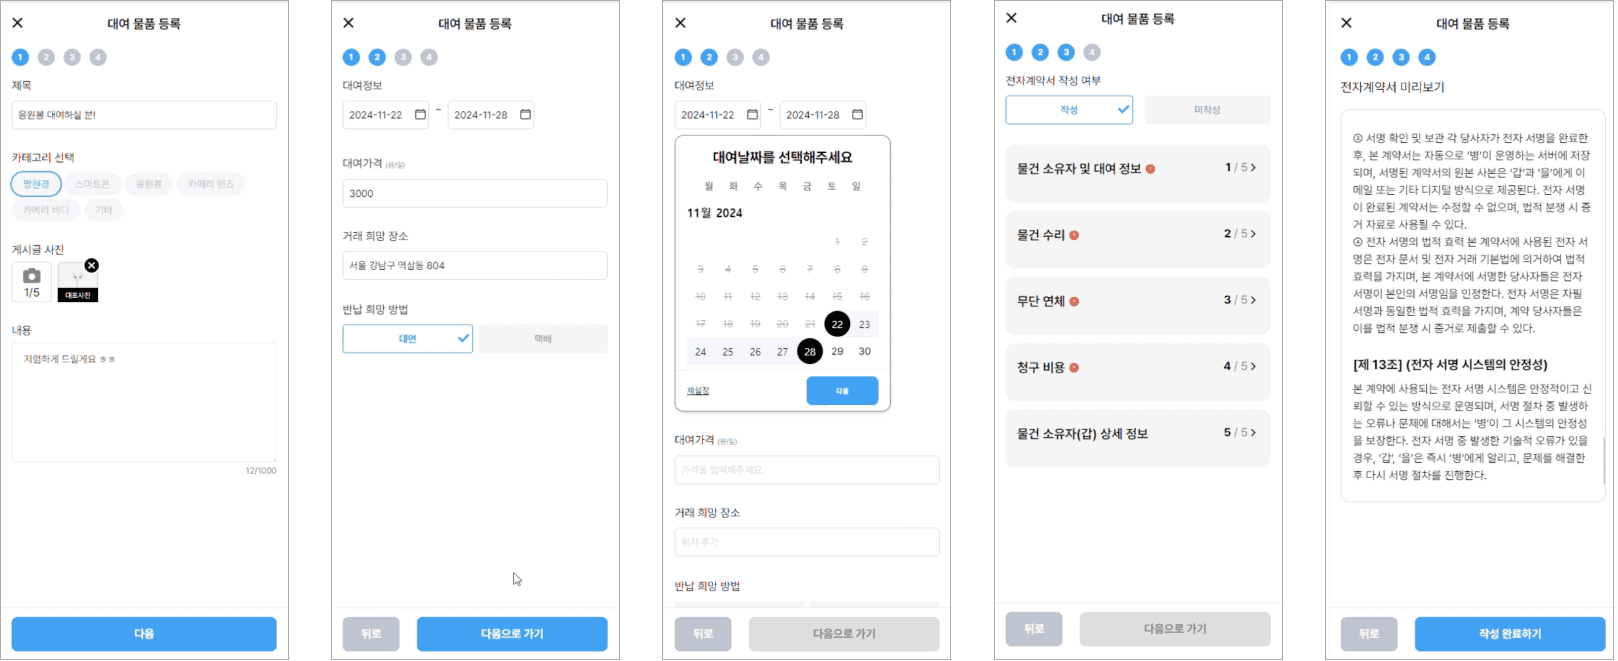 대여 물품 등록
1 2 3 4
제목
응원봉 대여하실 분!
카테고리 선택
망원경 스마트폰 응원봉 카메라 렌즈
카메라 바디 기타
게시글 사진
1/5
대표사진
내용
저렴하게 드릴게요 ㅎㅎ
12/1000
다음
대여 물품 등록
1 2 3 4
대여정보
2024-11-22 ~ 2024-11-28
대여가격 (원/일)
3000
거래 희망 장소
서울 강남구 역삼동 804
반납 희망 방법
대면 택배
뒤로 다음으로 가기
대여 물품 등록
1 2 3 4
대여정보
2024-11-22 ~ 2024-11-28
대여날짜를 선택해주세요
월 화 수 목 금 토 일
11월 2024
1 2
3 4 5 6 7 8 9
10 11 12 13 14 15 16
17 18 19 20 21 22 23
24 25 26 27 28 29 30
재설정 다음
대여가격 (원/일)
가격을 입력해주세요.
거래 희망 장소
위치 추가
반납 희망 방법
뒤로 다음으로 가기
대여 물품 등록
1 2 3 4
전자계약서 작성 여부
작성 미작성
물건 소유자 및 대여 정보 1 / 5
물건 수리 2 / 5
무단 연체 3 / 5
청구 비용 4 / 5
물건 소유자(갑) 상세 정보 5 / 5
뒤로 다음으로 가기
대여 물품 등록
1 2 3 4
전자계약서 미리보기
③ 서명 확인 및 보관 각 당사자가 전자 서명을 완료한
후, 본 계약서는 자동으로 ‘병’이 운영하는 서버에 저장
되며, 서명된 계약서의 원본 사본은 ‘갑’과 ‘을’에게 이
메일 또는 기타 디지털 방식으로 제공된다. 전자 서명
이 완료된 계약서는 수정할 수 없으며, 법적 분쟁 시 증
거 자료로 사용될 수 있다.
④ 전자 서명의 법적 효력 본 계약서에 사용된 전자 서
명은 전자 문서 및 전자 거래 기본법에 의거하여 법적
효력을 가지며, 본 계약서에 서명한 당사자들은 전자
서명이 본인의 서명임을 인정한다. 전자 서명은 자필
서명과 동일한 법적 효력을 가지며, 계약 당사자들은
이를 법적 분쟁 시 증거로 제출할 수 있다.
[제 13조] (전자 서명 시스템의 안정성)
본 계약에 사용되는 전자 서명 시스템은 안정적이고 신
뢰할 수 있는 방식으로 운영되며, 서명 절차 중 발생하
는 오류나 문제에 대해서는 ‘병’이 그 시스템의 안정성
을 보장한다. 전자 서명 중 발생한 기술적 오류가 있을
경우, ‘갑’, ‘을’은 즉시 ‘병’에게 알리고, 문제를 해결한
후 다시 서명 절차를 진행한다.
뒤로 작성 완료하기